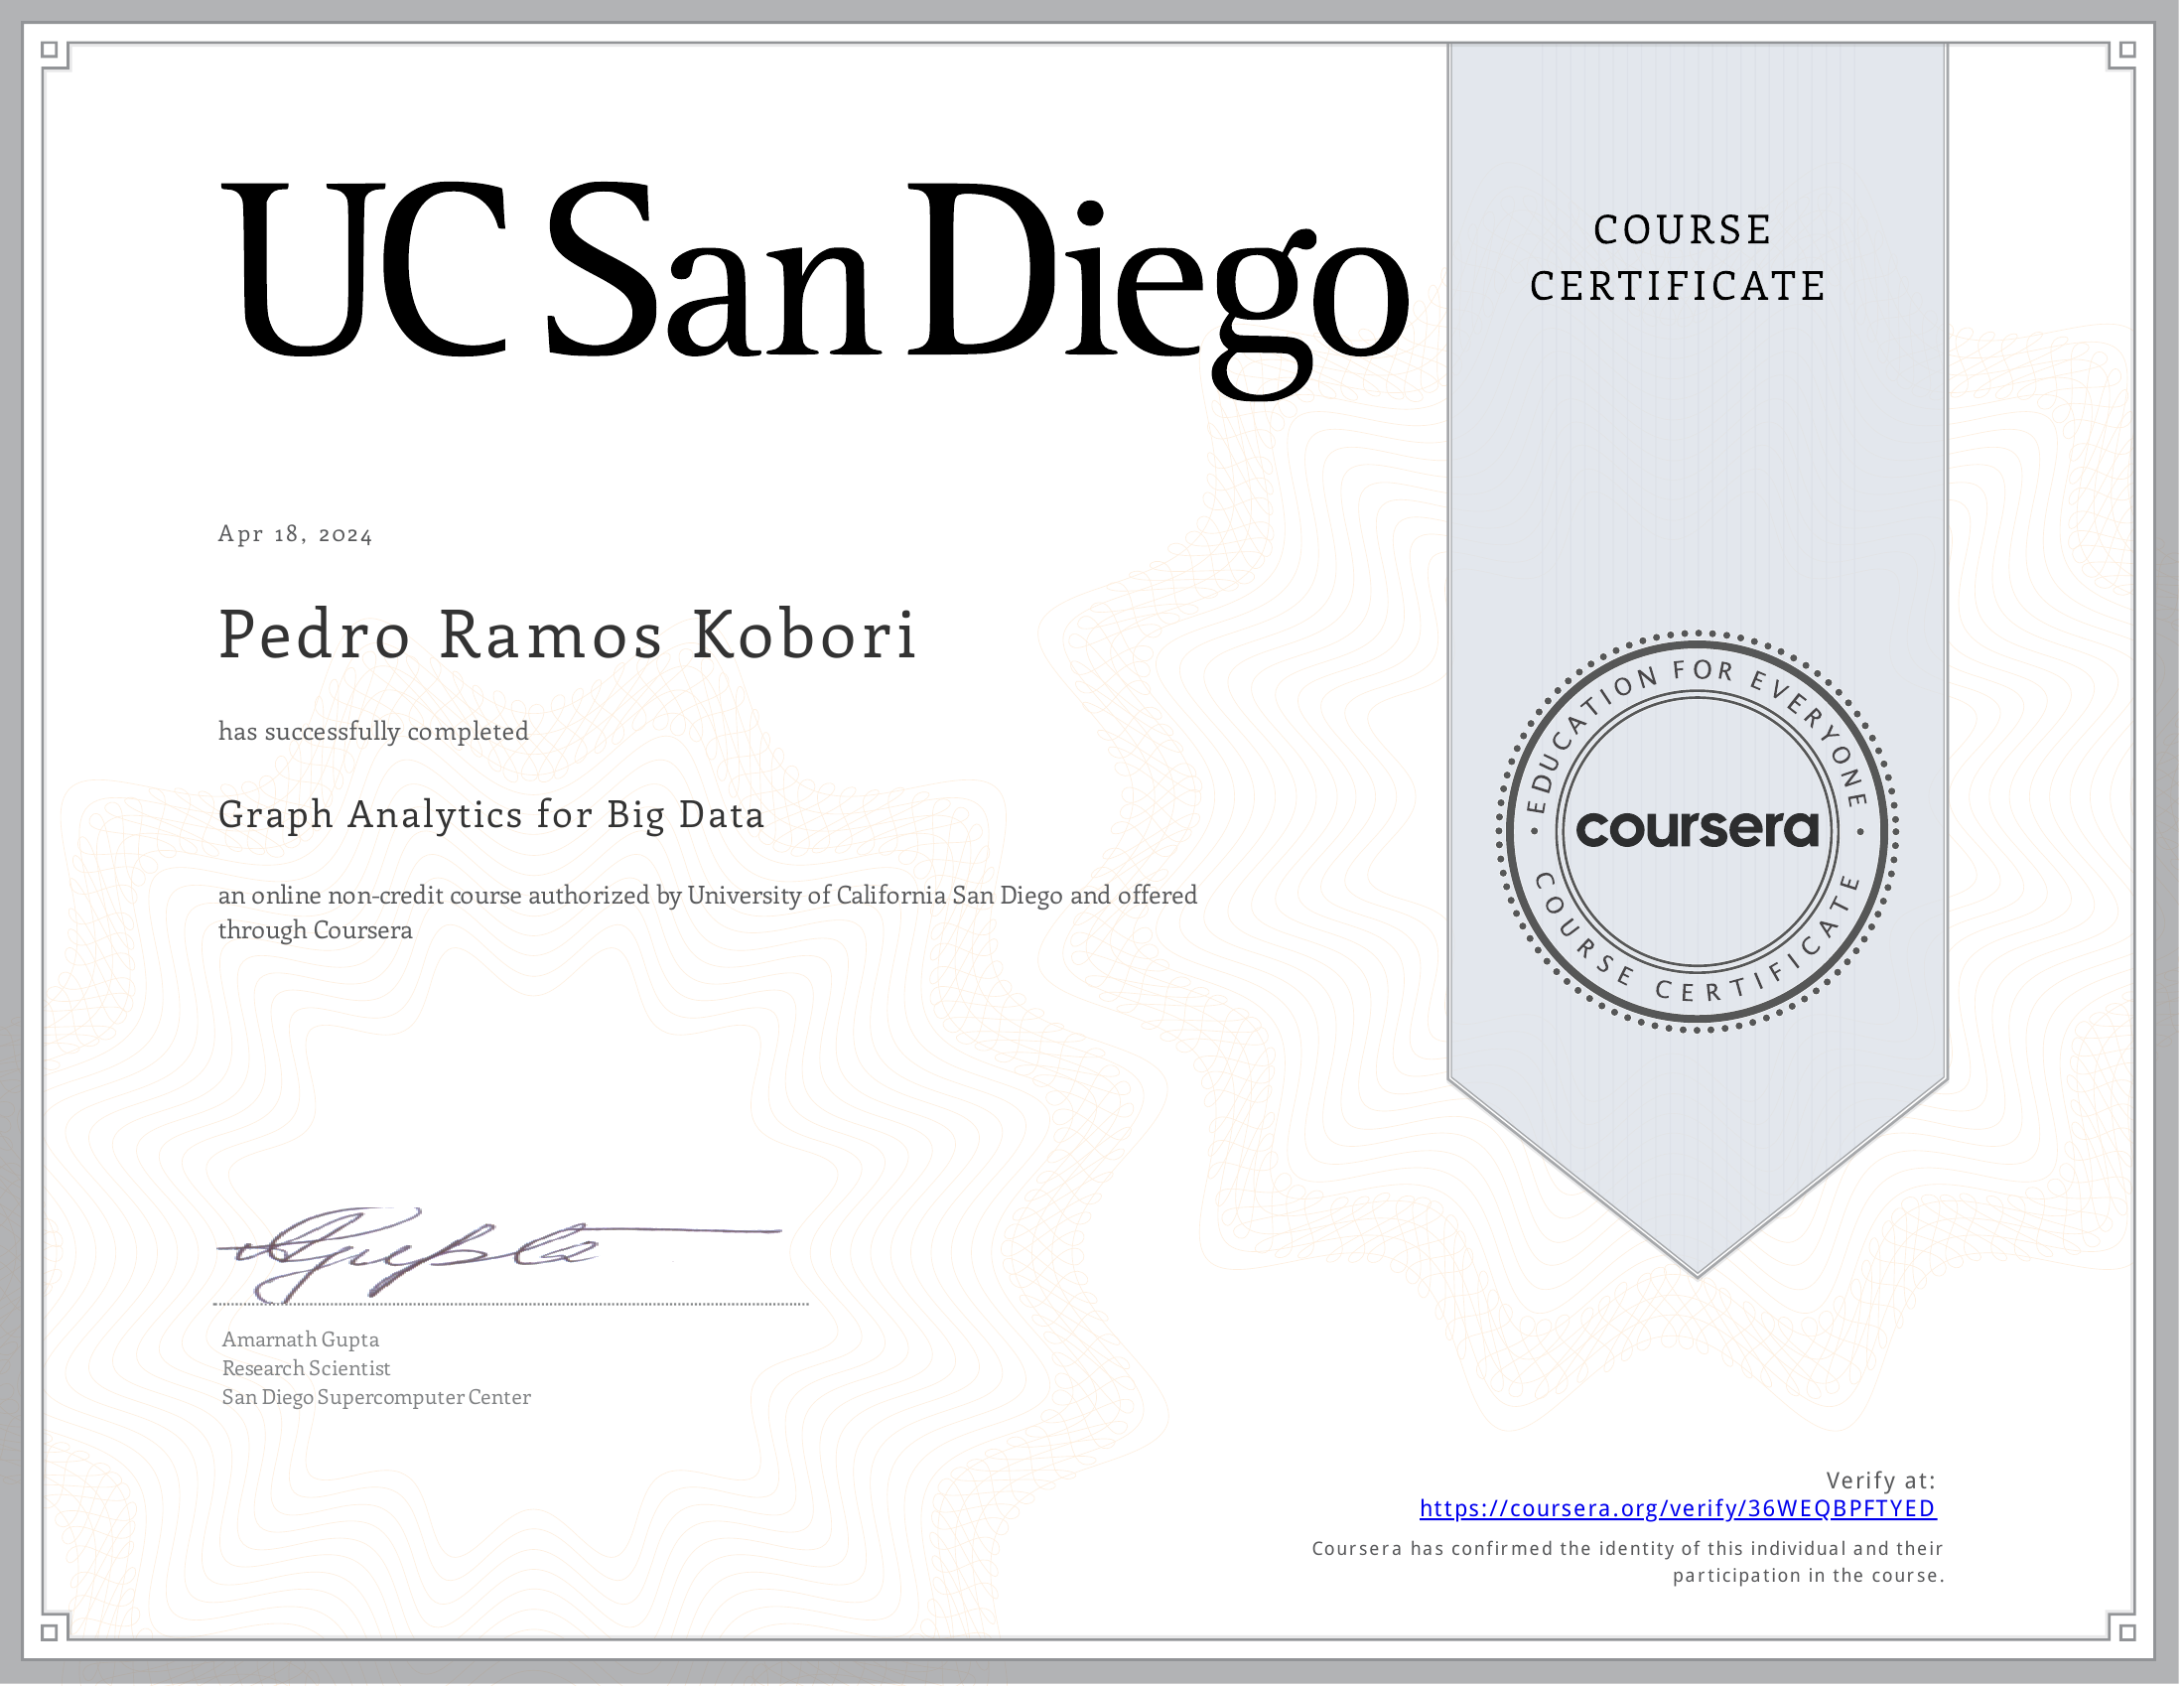 UC San Diego
COURSE
CERTIFICATE
Apr 18, 2024
Pedro Ramos Kobori
has successfully completed
Graph Analytics for Big Data
an online non-credit course authorized by University of California San Diego and offered
through Coursera
EDUCATION FOR EVERYONE
coursera
COURSE CERTIFICATE
Amarnath Gupta
Research Scientist
San Diego Supercomputer Center
Verify at:
https://coursera.org/verify/36WEQBPFTYED
Coursera has confirmed the identity of this individual and their
participation in the course.